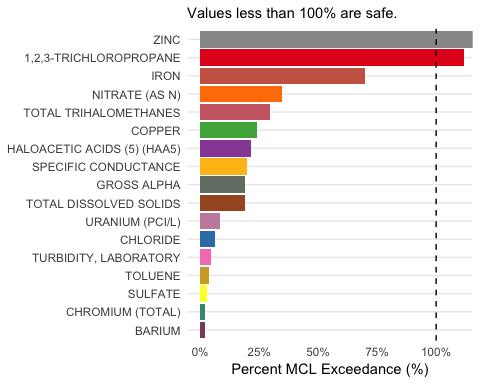 Values less than 100% are safe.
ZINC
1,2,3-TRICHLOROPROPANE
IRON
NITRATE (AS N)
TOTAL TRIHALOMETHANES
COPPER
HALOACETIC ACIDS (5) (HAA5)
SPECIFIC CONDUCTANCE
GROSS ALPHA
TOTAL DISSOLVED SOLIDS
URANIUM (PCI/L)
CHLORIDE
TURBIDITY, LABORATORY
TOLUENE
SULFATE
CHROMIUM (TOTAL)
BARIUM
0% 25% 50% 75% 100%
Percent MCL Exceedance (%)